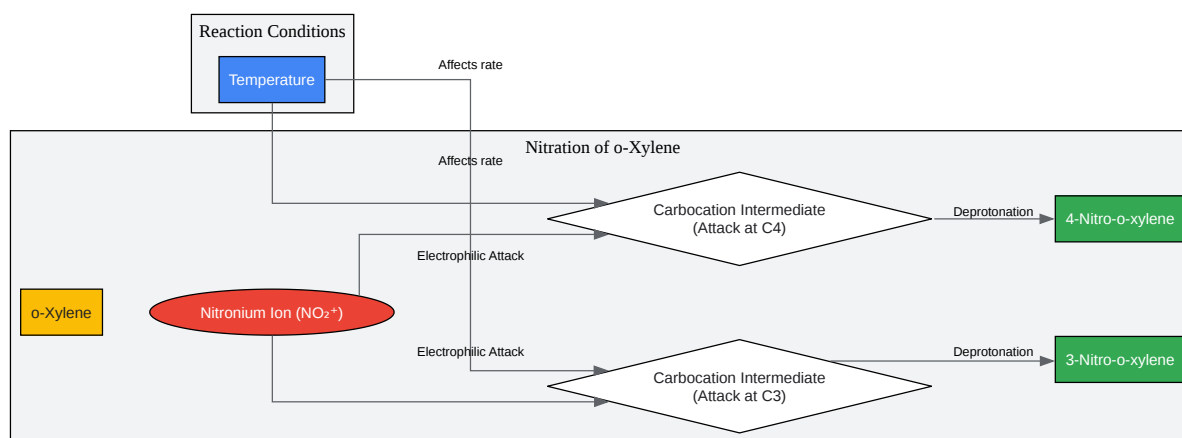 Reaction Conditions
Temperature
Affects rate
Nitration of o-Xylene
Affects rate
Carbocation Intermediate
(Attack at C4)
Deprotonation
4-Nitro-o-xylene
Electrophilic Attack
o-Xylene
Nitronium Ion (NO₂⁺)
Electrophilic Attack
Carbocation Intermediate
(Attack at C3)
Deprotonation
3-Nitro-o-xylene